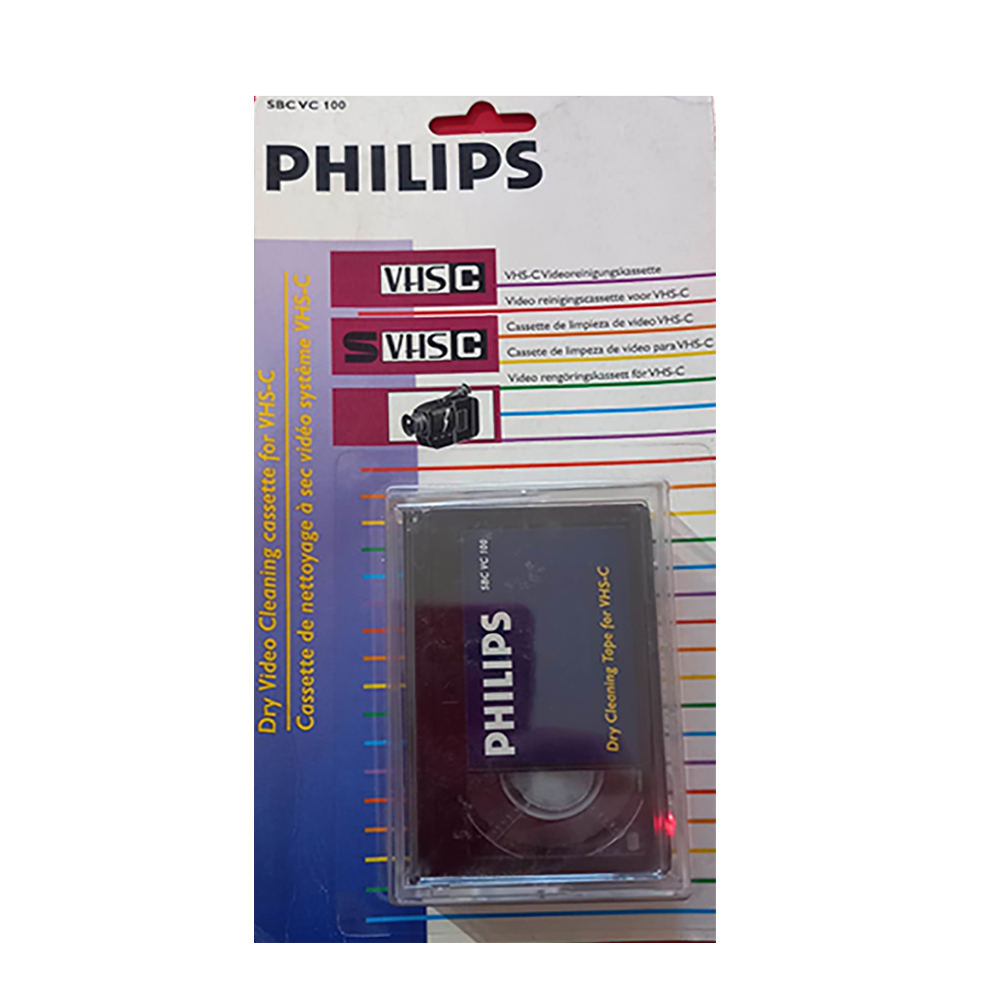 SBC VC 100
PHILIPS
VHS C
S VHS C
VHS-C Videoreinigungskassette
Video reinigingscassette voor VHS-C
Cassette de limpieza de video VHS-C
Cassete de limpeza de vídeo para VHS-C
Video rengöringskassett för VHS-C
Dry Video Cleaning cassette for VHS-C
Cassette de nettoyage à sec vidéo système VHS-C
PHILIPS
SBC VC 100
Dry Cleaning Tape for VHS-C